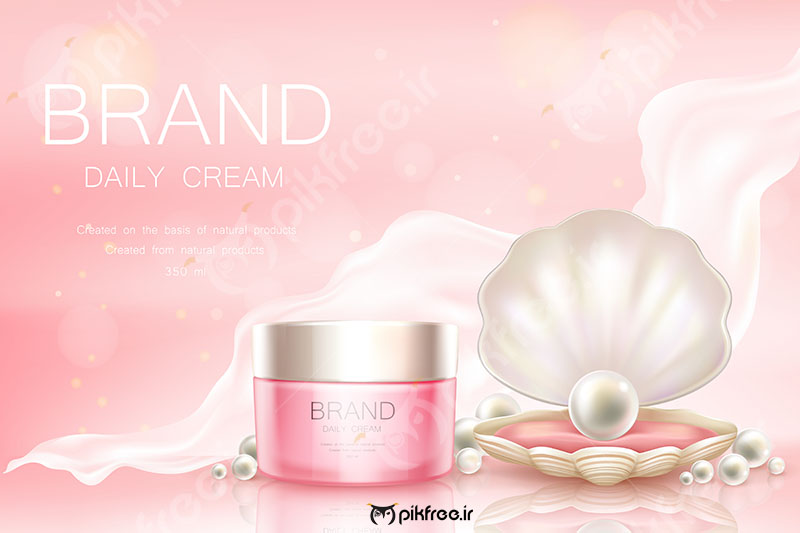 BRAND
DAILY CREAM
Created on the basis of natural products
Created from natural products
350 ml
BRAND
DAILY CREAM
pikfree.ir